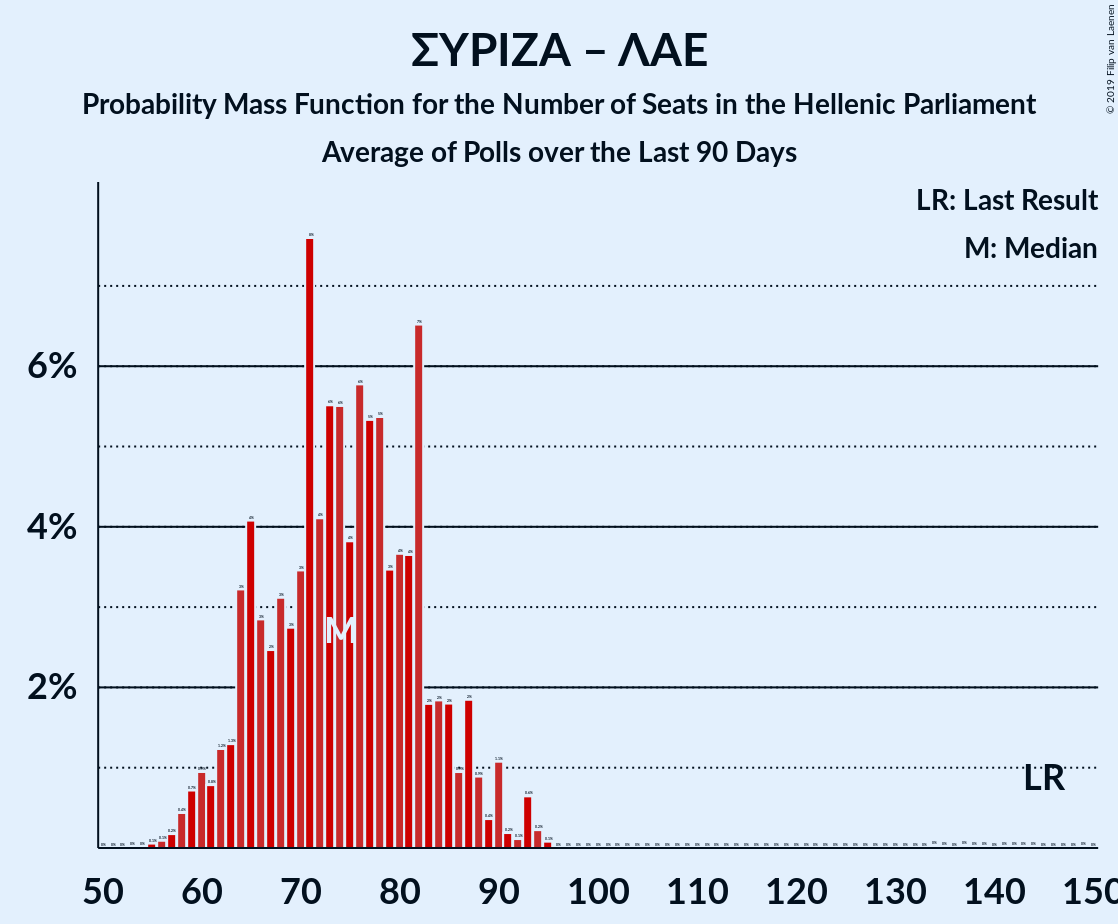 ΣΥΡΙΖΑ – ΛΑΕ
Probability Mass Function for the Number of Seats in the Hellenic Parliament
Average of Polls over the Last 90 Days
© 2019 Filip van Laenen
LR: Last Result
M: Median
6%
4%
2%
M
LR
50 60 70 80 90 100 110 120 130 140 150